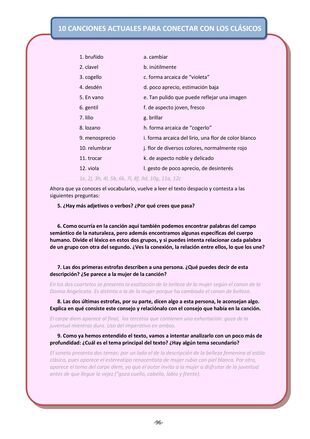 10 CANCIONES ACTUALES PARA CONECTAR CON LOS CLÁSICOS
1. bruñido a. cambiar
2. clavel b. inútilmente
3. cogello c. forma arcaica de "violeta"
4. desdén d. poco aprecio, estimación baja
5. En vano e. Tan pulido que puede reflejar una imagen
6. gentil f. de aspecto joven, fresco
7. lilio g. brillar
8. lozano h. forma arcaica de "cogerlo"
9. menosprecio i. forma arcaica del lirio, una flor de color blanco
10. relumbrar j. flor de diversos colores, normalmente rojo
11. trocar k. de aspecto noble y delicado
12. viola l. gesto de poco aprecio, de desinterés
1e, 2j, 3h, 4l, 5b, 6k, 7i, 8f, 9d, 10g, 11a, 12c
Ahora que ya conoces el vocabulario, vuelve a leer el texto despacio y contesta a las
siguientes preguntas:
5. ¿Hay más adjetivos o verbos? ¿Por qué crees que pasa?
6. Como ocurría en la canción aquí también podemos encontrar palabras del campo
semántico de la naturaleza, pero además encontramos algunas específicas del cuerpo
humano. Divide el léxico en estos dos grupos, y si puedes intenta relacionar cada palabra
de un grupo con otra del segundo. ¿Ves la conexión, la relación entre ellos, lo que los une?
7. Las dos primeras estrofas describen a una persona. ¿Qué puedes decir de esta
descripción? ¿Se parece a la mujer de la canción?
En los dos cuartetos se presenta la exaltación de la belleza de la mujer según el canon de la
Donna Angelicata. Es distinta a la de la mujer porque ha cambiado el canon de belleza.
8. Las dos últimas estrofas, por su parte, dicen algo a esta persona, le aconsejan algo.
Explica en qué consiste este consejo y relaciónalo con el consejo que había en la canción.
El carpe diem aparece al final, los tercetos que contienen una exhortación: goza de la
juventud mientras dura. Uso del imperativo en ambos.
9. Como ya hemos entendido el texto, vamos a intentar analizarlo con un poco más de
profundidad: ¿Cuál es el tema principal del texto? ¿Hay algún tema secundario?
El soneto presenta dos temas: por un lado el de la descripción de la belleza femenina al estilo
clásico, pues aparece el estereotipo renacentista de mujer rubia con piel blanca. Por otra,
aparece el tema del carpe diem, ya que el autor invita a la mujer a disfrutar de la juventud
antes de que llegue la vejez ("goza cuello, cabello, labio y frente).
-96-